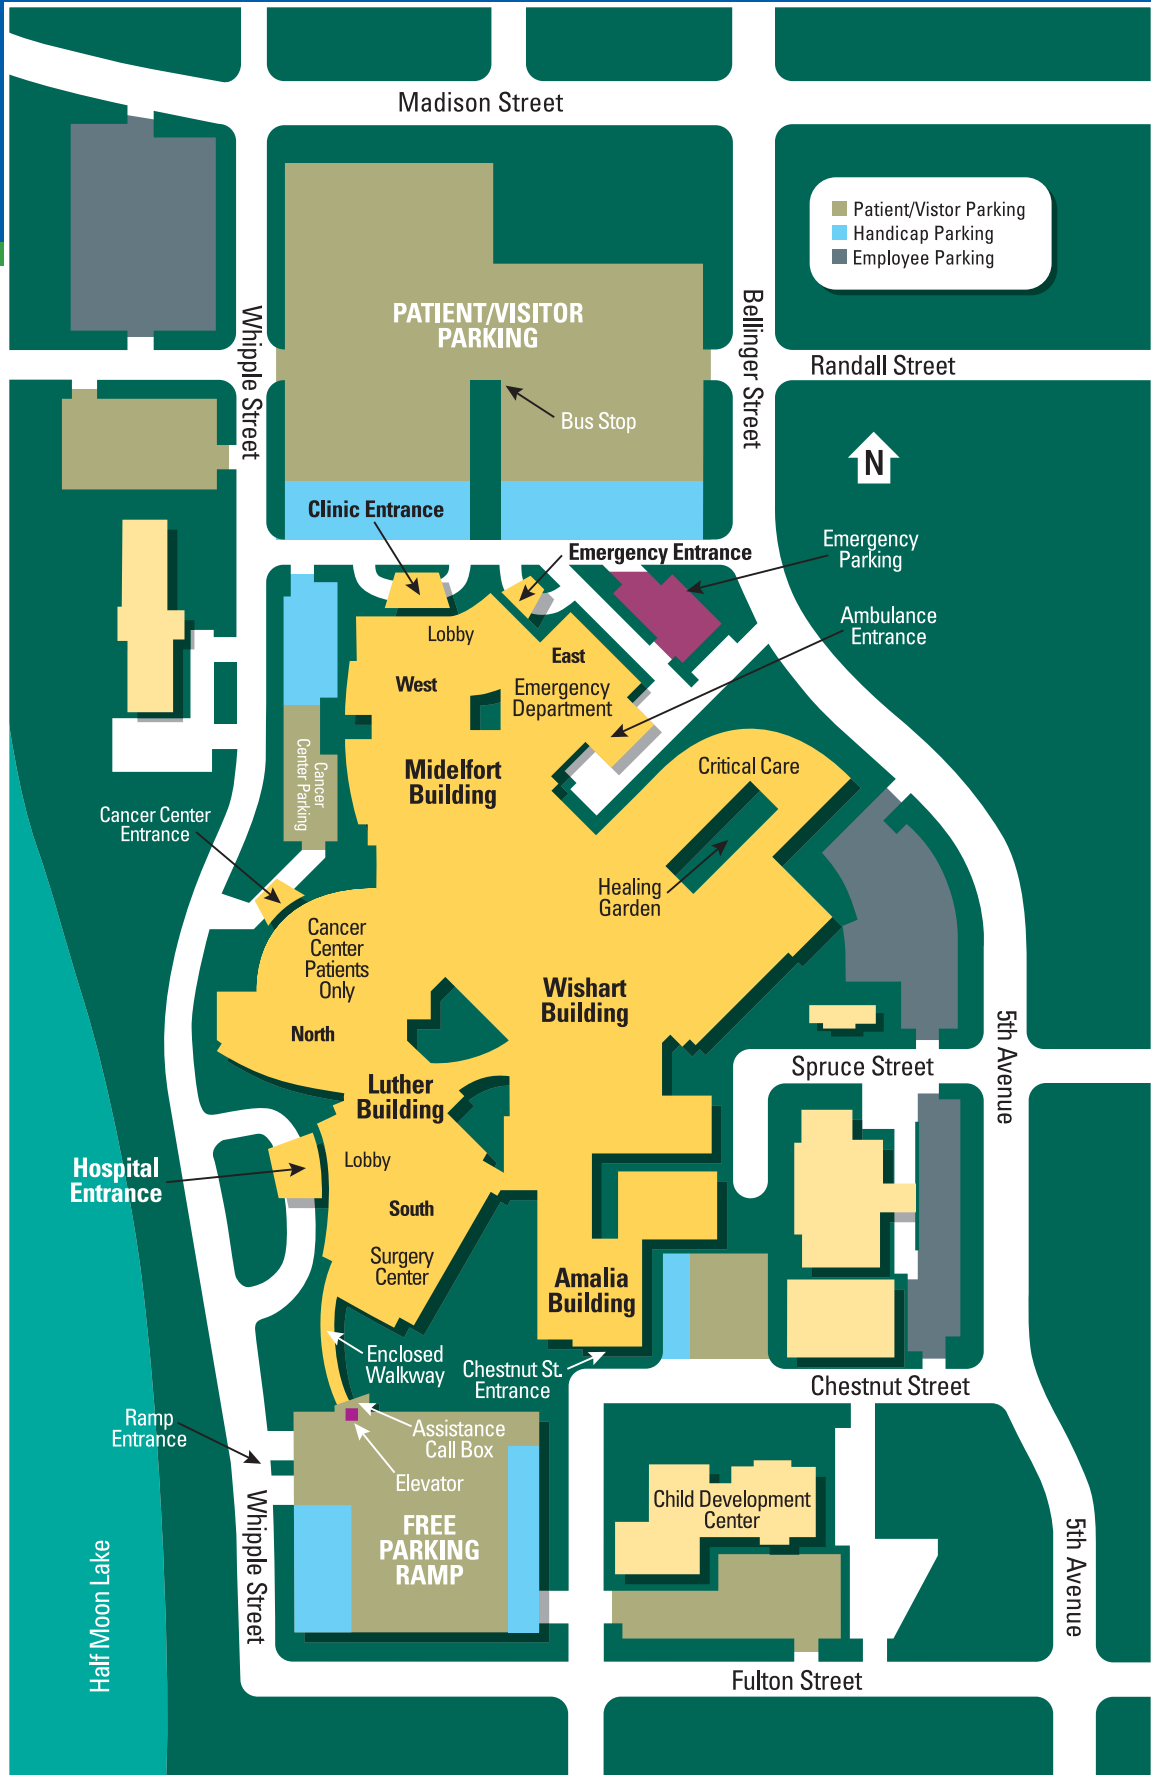 Madison Street
Patient/Vistor Parking
Handicap Parking
Employee Parking
PATIENT/VISITOR
PARKING
Whipple Street
Bellinger Street
Randall Street
Bus Stop
N
Clinic Entrance
Emergency Entrance
Emergency
Parking
Ambulance
Entrance
Lobby
East
West
Emergency
Department
Midelfort
Building
Critical Care
Cancer
Center Parking
Cancer Center
Entrance
Healing
Garden
Cancer
Center
Patients
Only
Wishart
Building
North
5th Avenue
Spruce Street
Luther
Building
Hospital
Entrance
Lobby
South
Surgery
Center
Amalia
Building
Enclosed
Walkway
Chestnut St.
Entrance
Chestnut Street
Ramp
Entrance
Assistance
Call Box
Elevator
Child Development
Center
FREE
PARKING
RAMP
Whipple Street
5th Avenue
Half Moon Lake
Fulton Street